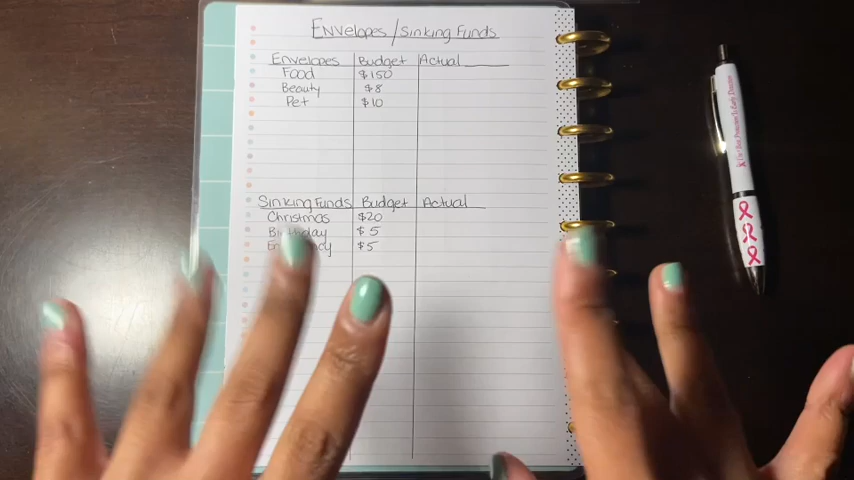 Envelopes/Sinking Funds
Envelopes Budget Actual
Food $150
Beauty $8
Pet $10
Sinking Funds Budget Actual
Christmas $20
Birthday $5
$5